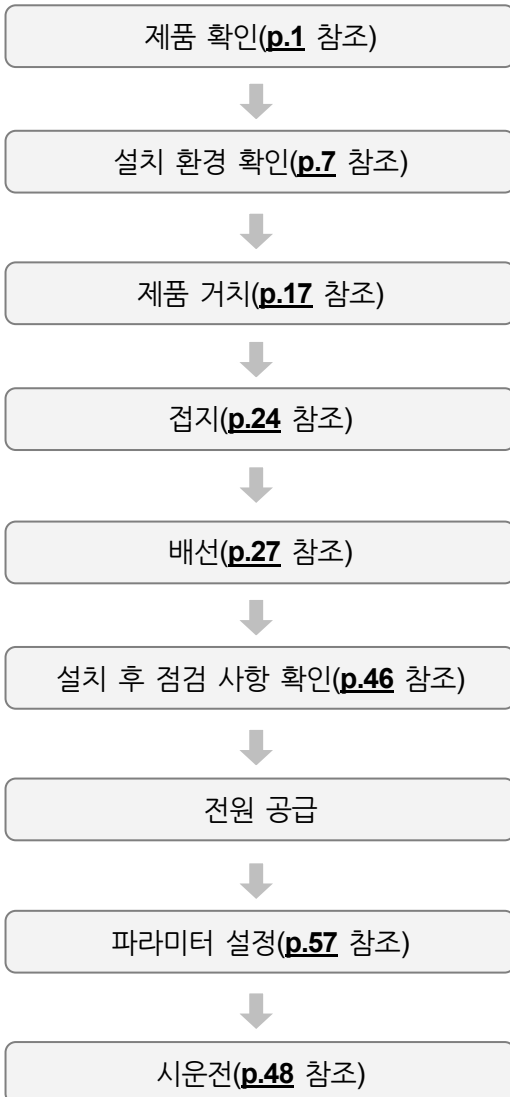 제품 확인(p.1 참조)
설치 환경 확인(p.7 참조)
제품 거치(p.17 참조)
접지(p.24 참조)
배선(p.27 참조)
설치 후 점검 사항 확인(p.46 참조)
전원 공급
파라미터 설정(p.57 참조)
시운전(p.48 참조)